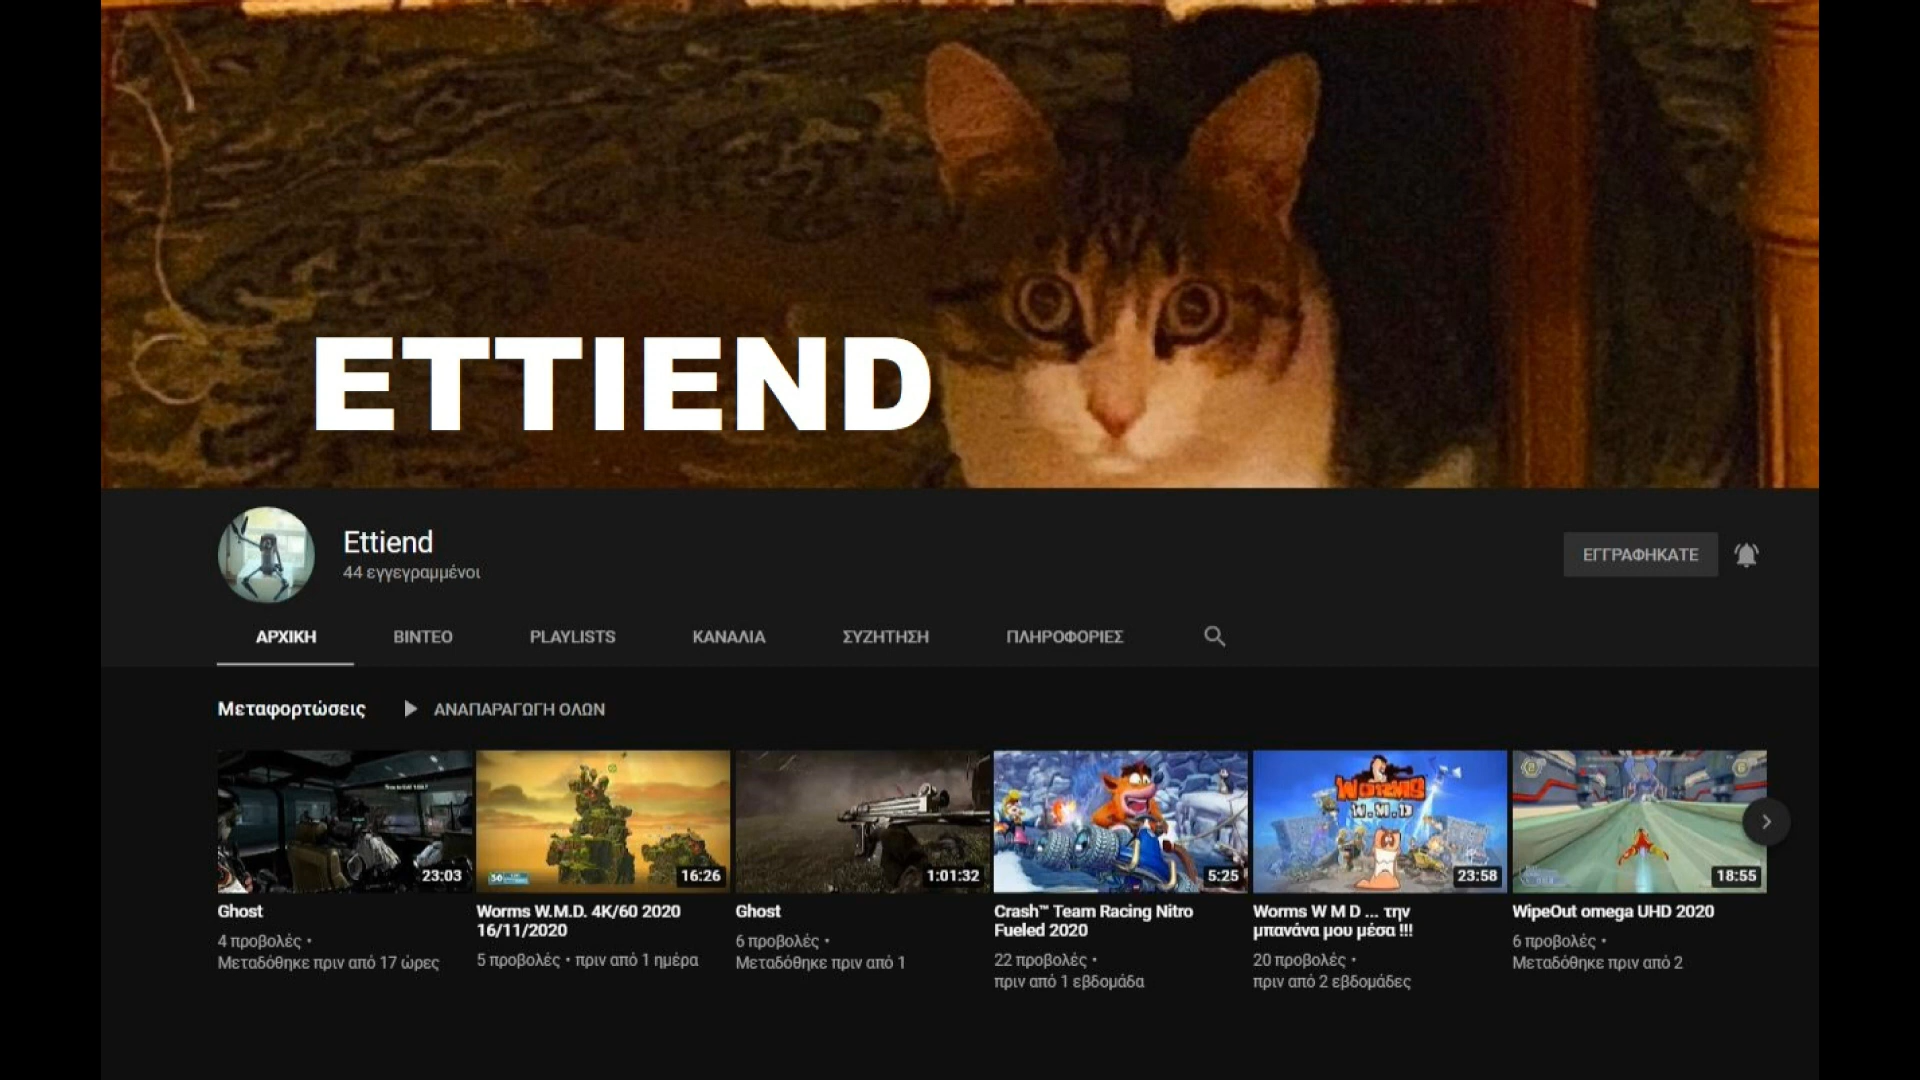 ETTIEND
Ettiend
44 εγγεγραμμένοι
ΕΓΓΡΑΦΗΚΑΤΕ
ΑΡΧΙΚΗ ΒΙΝΤΕΟ PLAYLISTS ΚΑΝΑΛΙΑ ΣΥΖΗΤΗΣΗ ΠΛΗΡΟΦΟΡΙΕΣ
Μεταφορτώσεις ΑΝΑΠΑΡΑΓΩΓΗ ΟΛΩΝ
WORMS
W.M.D
23:03 16:26 1:01:32 5:25 23:58 18:55
Ghost
4 προβολές •
Μεταδόθηκε πριν από 17 ώρες
Worms W.M.D. 4K/60 2020
16/11/2020
5 προβολές • πριν από 1 ημέρα
Ghost
6 προβολές •
Μεταδόθηκε πριν από 1
Crash™ Team Racing Nitro
Fueled 2020
22 προβολές •
πριν από 1 εβδομάδα
Worms W M D ... την
μπανάνα μου μέσα !!!
20 προβολές •
πριν από 2 εβδομάδες
WipeOut omega UHD 2020
6 προβολές •
Μεταδόθηκε πριν από 2